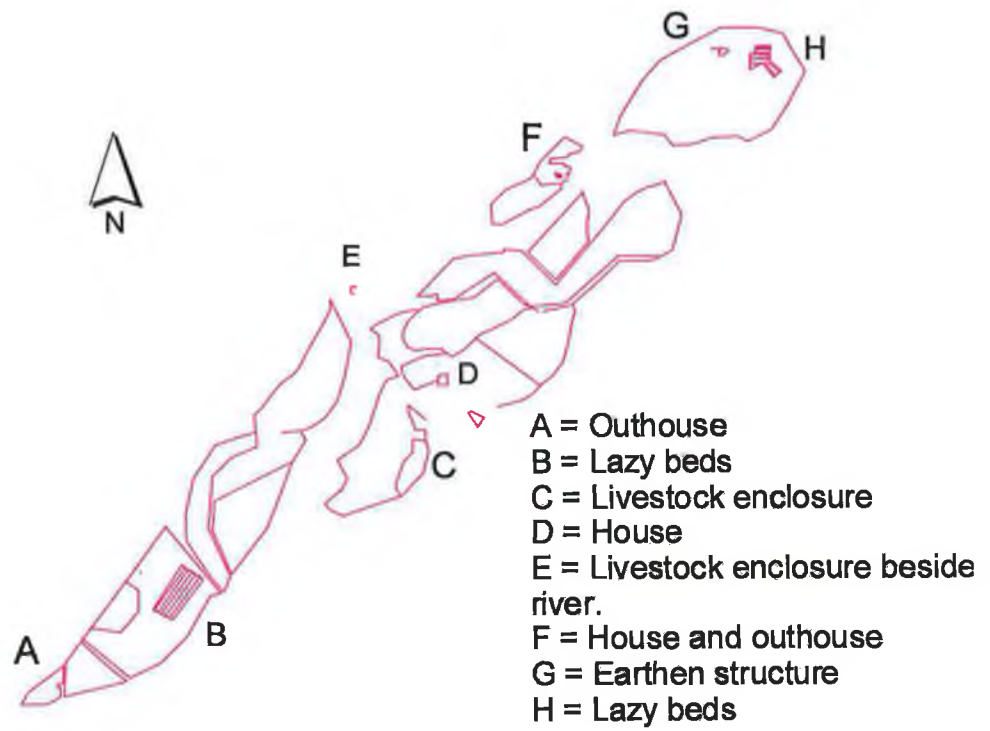 G
H
F
N
E
D
C
A
B
A = Outhouse
B = Lazy beds
C = Livestock enclosure
D = House
E = Livestock enclosure beside
river.
F = House and outhouse
G = Earthen structure
H = Lazy beds